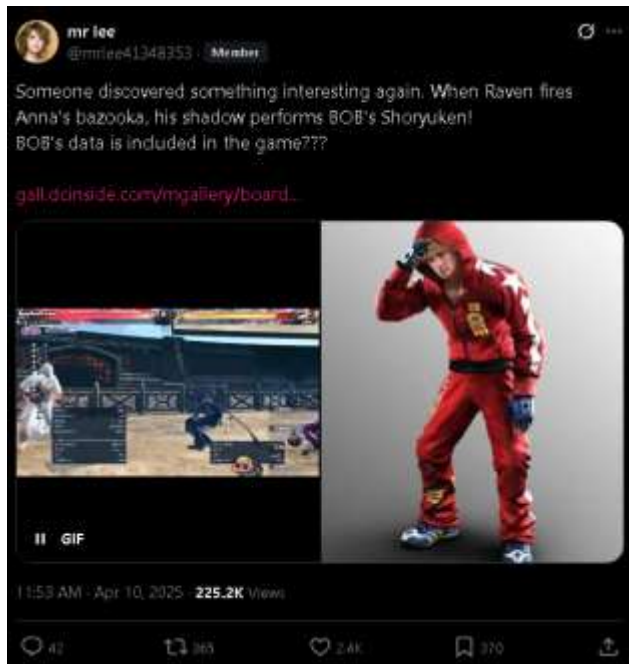 mr lee
@mrlee41348353 · Member
Someone discovered something interesting again. When Raven fires
Anna's bazooka, his shadow performs BOB's Shoryuken!
BOB's data is included in the game???
gall.dcinside.com/mgallery/board...
GIF
11:53 AM · Apr 10, 2025 · 225.2K Views
42
365
2.4K
370